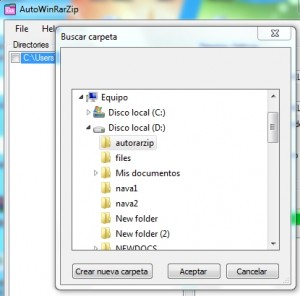 AutoWinRarZip
File Help
Directories
C:\Users
Buscar carpeta
Equipo
Disco local (C:)
Disco local (D:)
autorarzip
files
Mis documentos
nava1
nava2
New folder
New folder (2)
NEWDOCS
Crear nueva carpeta Aceptar Cancelar